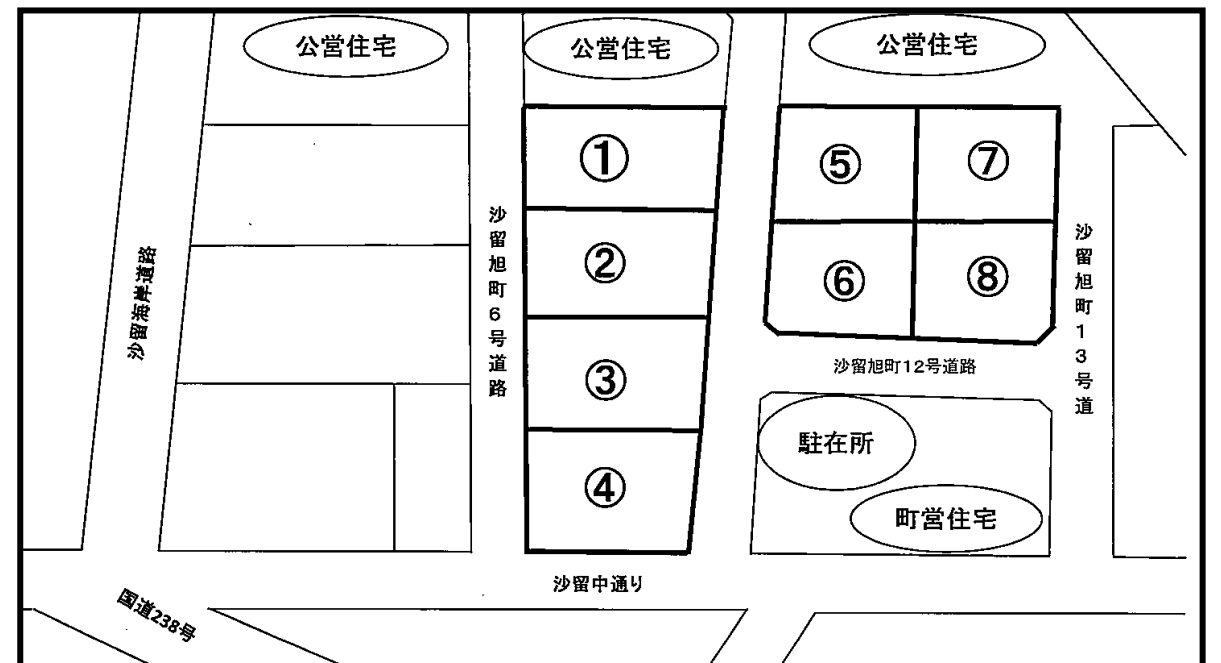 公営住宅
公営住宅
公営住宅
①
⑤
⑦
沙留旭町6号道路
②
沙留海岸道路
⑥
⑧
沙留旭町13号道
③
沙留旭町12号道路
駐在所
④
町営住宅
沙留中通り
国道238号